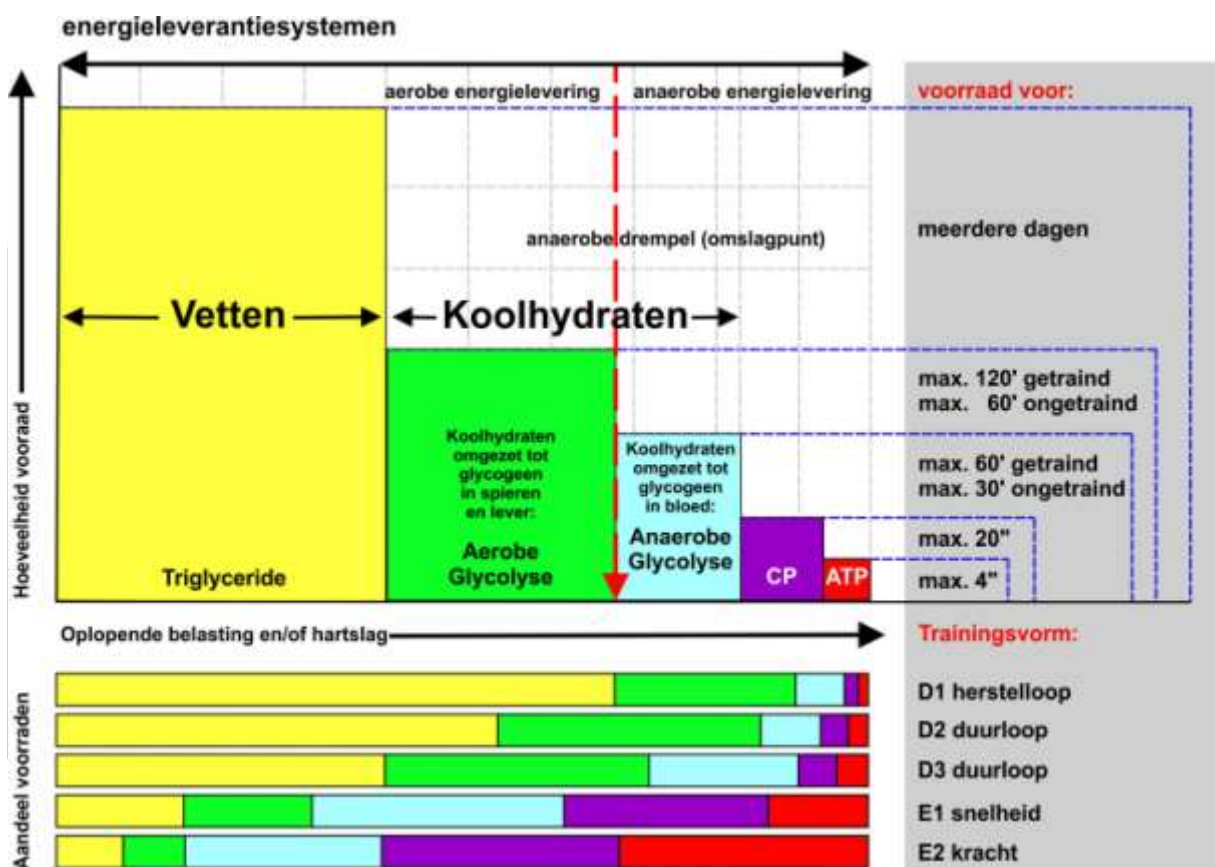 energieleverantiesystemen
aerobe energielevering
anaerobe energielevering
voorraad voor:
anaerobe drempel (omslagpunt)
meerdere dagen
Vetten
Koolhydraten
Hoeveelheid vooraad
max. 120' getraind
max. 60' ongetraind
Koolhydraten
omgezet tot
glycogeen
in spieren
en lever:
Aerobe
Glycolyse
Koolhydraten
omgezet tot
glycogeen
in bloed:
Anaerobe
Glycolyse
max. 60' getraind
max. 30' ongetraind
max. 20"
Triglyceride
CP
ATP
max. 4"
Oplopende belasting en/of hartslag
Trainingsvorm:
Aandeel voorraden
D1 herstelloop
D2 duurloop
D3 duurloop
E1 snelheid
E2 kracht